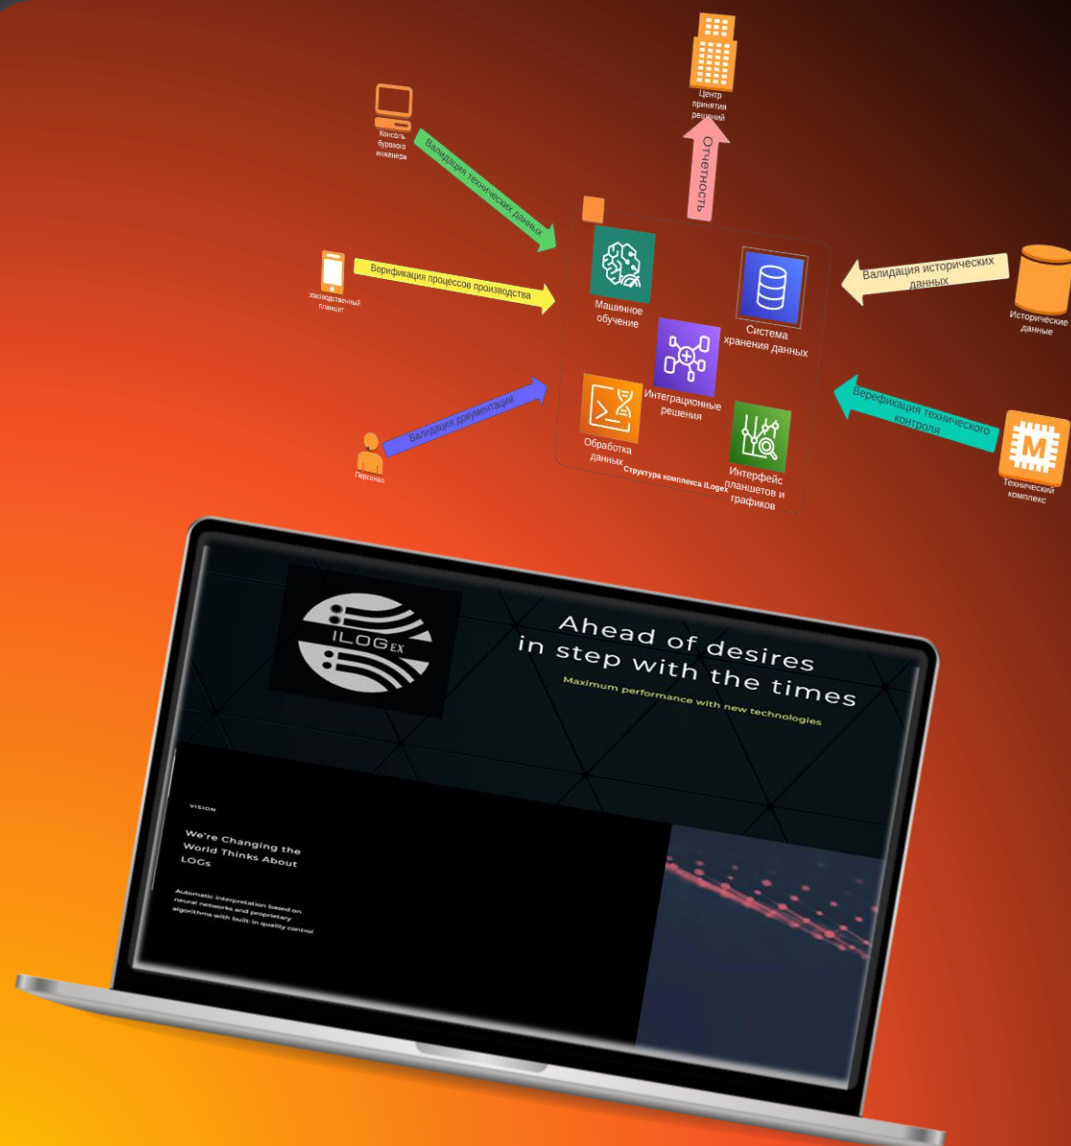 Центр
принятия
решений
Консоль
бурового
инженера
Валидация технических данных
Отчетность
Верификация процессов производства
планшет
Валидация исторических
данных
Исторические
данные
Машинное
обучение
Система
хранения данных
Интеграционные
решения
Валидация документации
Персонал
Верефикация технического
контроля
Технический
комплекс
M
Обработка
данных
Интерфейс
планшетов и
графиков
Структура комплекса ILogex
ILOGEX
Ahead of desires
in step with the times
Maximum performance with new technologies
VISION
We're Changing the
World Thinks About
LOGs
Automatic interpretation based on
neural networks and proprietary
algorithms with built-in quality control